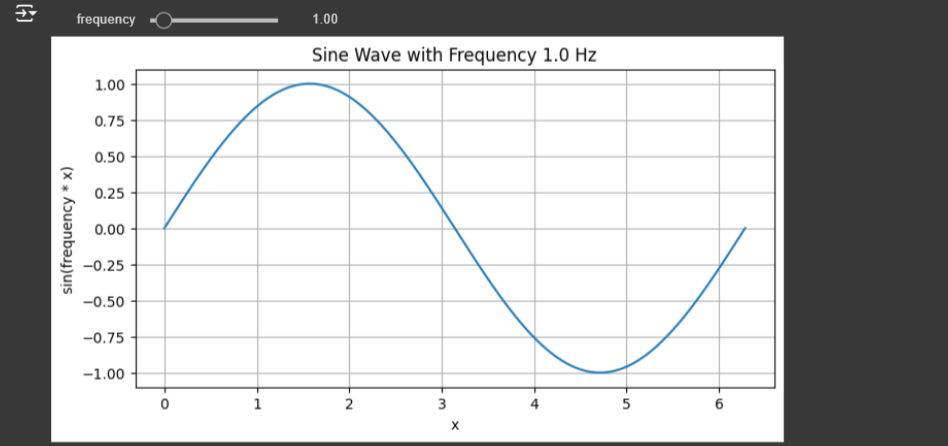 frequency 1.00
Sine Wave with Frequency 1.0 Hz
1.00
0.75
0.50
0.25
0.00
−0.25
−0.50
−0.75
−1.00
sin(frequency * x)
0 1 2 3 4 5 6
x